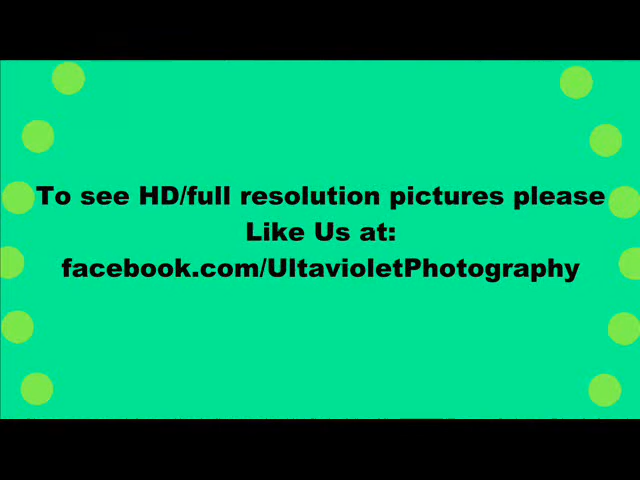 To see HD/full resolution pictures please
Like Us at:
facebook.com/UltavioletPhotography